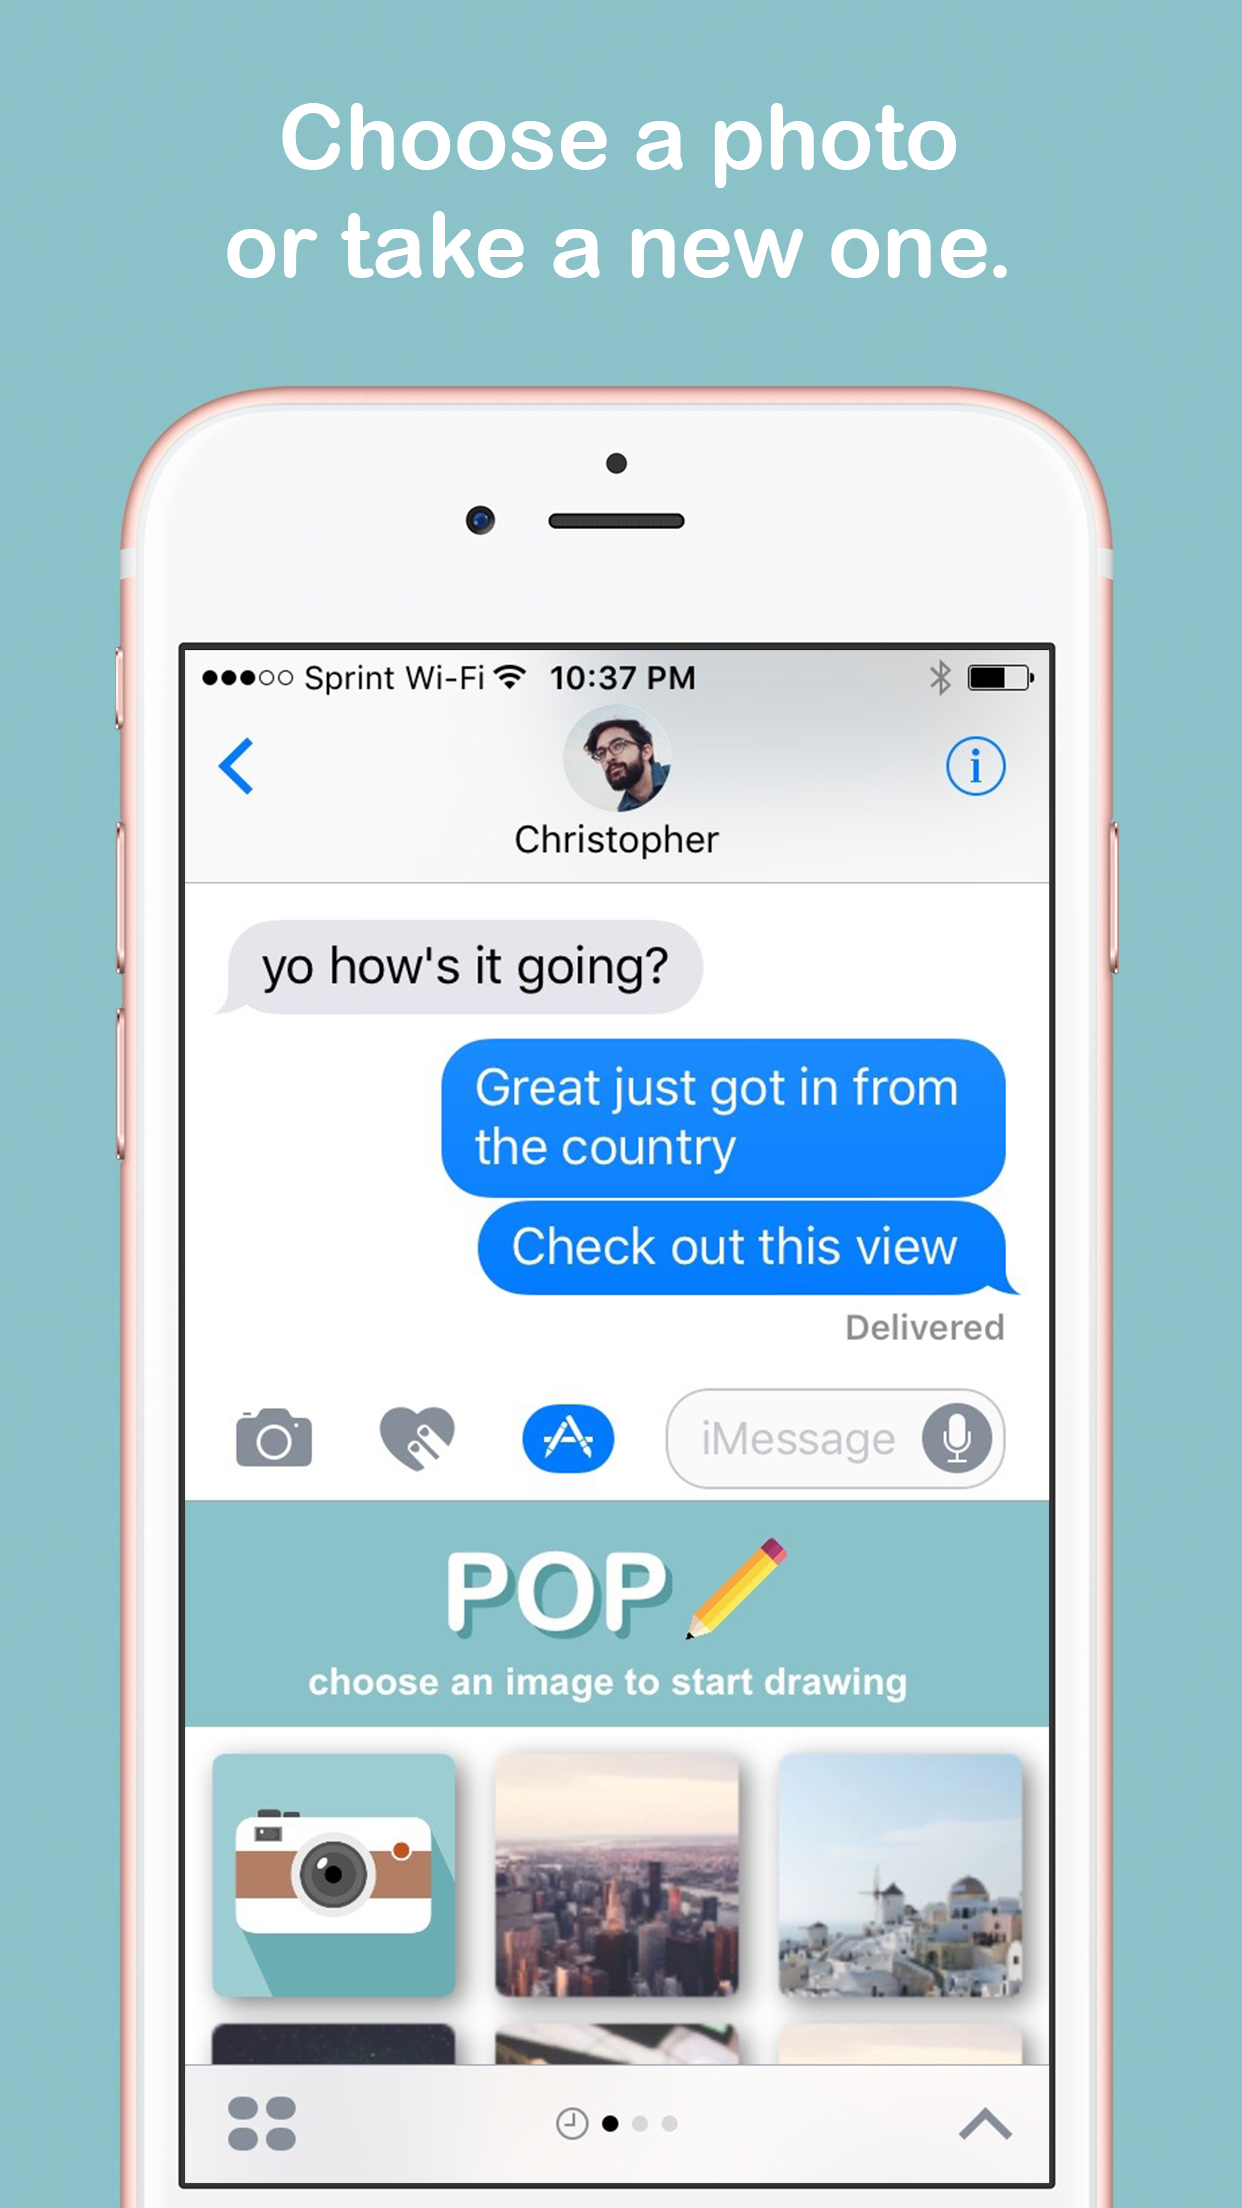 Choose a photo
or take a new one.
Sprint Wi-Fi 10:37 PM
Christopher
yo how's it going?
Great just got in from
the country
Check out this view
Delivered
iMessage
POP
choose an image to start drawing